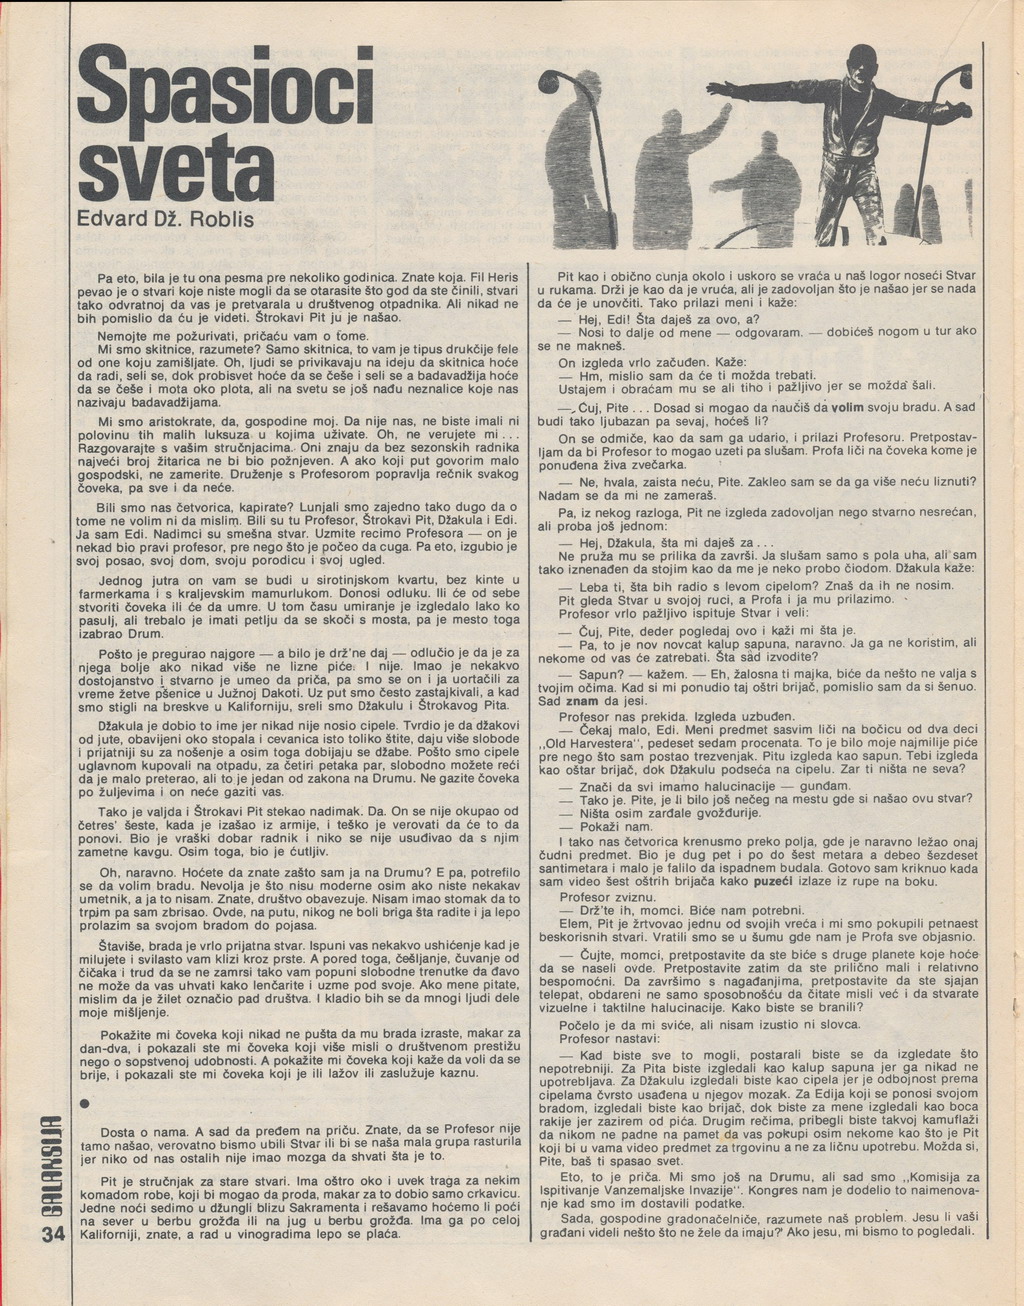 Spasioci
sveta
Edvard Dž. Roblis
Pa eto, bila je tu ona pesma pre nekoliko godinica. Znate koja. Fil Heris
pevao je o stvari koje niste mogli da se otarasite što god da ste činili, stvari
tako odvratnoj da vas je pretvarala u društvenog otpadnika. Ali nikad ne
bih pomislio da ću je videti. Štrokavi Pit ju je našao.
Nemojte me požurivati, pričaću vam o tome.
Mi smo skitnice, razumete? Samo skitnica, to vam je tipus drukčije fele
od one koju zamišljate. Oh, ljudi se privikavaju na ideju da skitnica hoće
da radi, seli se, dok probisvet hoće da se češe i seli se a badavadžija hoće
da se češe i mota oko plota, ali na svetu se još nađu neznalice koje nas
nazivaju badavadžijama.
Mi smo aristokrate, da, gospodine moj. Da nije nas, ne biste imali ni
polovinu tih malih luksuza u kojima uživate. Oh, ne verujete mi...
Razgovarajte s vašim stručnjacima. Oni znaju da bez sezonskih radnika
najveći broj žitarica ne bi bio požnjeven. A ako koji put govorim malo
gospodski, ne zamerite. Druženje s Profesorom popravlja rečnik svakog
čoveka, pa sve i da neće.
Bili smo nas četvorica, kapirate? Lunjali smo zajedno tako dugo da o
tome ne volim ni da mislim. Bili su tu Profesor, Štrokavi Pit, Džakula i Edi.
Ja sam Edi. Nadimci su smešna stvar. Uzmite recimo Profesora — on je
nekad bio pravi profesor, pre nego što je počeo da cuga. Pa eto, izgubio je
svoj posao, svoj dom, svoju porodicu i svoj ugled.
Jednog jutra on vam se budi u sirotinjskom kvartu, bez kinte u
farmerkama i s kraljevskim mamurlukom. Donosi odluku. Ili će od sebe
stvoriti čoveka ili će da umre. U tom času umiranje je izgledalo lako ko
pasulj, ali trebalo je imati petlju da se skoči s mosta, pa je mesto toga
izabrao Drum.
Pošto je pregurao najgore — a bilo je drž'ne daj — odlučio je da je za
njega bolje ako nikad više ne lizne piće. I nije. Imao je nekakvo
dostojanstvo i stvarno je umeo da priča, pa smo se on i ja uortačili za
vreme žetve pšenice u Južnoj Dakoti. Uz put smo često zastajkivali, a kad
smo stigli na breskve u Kaliforniju, sreli smo Džakulu i Štrokavog Pita.
Džakula je dobio to ime jer nikad nije nosio cipele. Tvrdio je da džakovi
od jute, obavijeni oko stopala i cevanica isto toliko štite, daju više slobode
i prijatniji su za nošenje a osim toga dobijaju se džabe. Pošto smo cipele
uglavnom kupovali na otpadu, za četiri petaka par, slobodno možete reći
da je malo preterao, ali to je jedan od zakona na Drumu. Ne gazite čoveka
po žuljevima i on neće gaziti vas.
Tako je valjda i Štrokavi Pit stekao nadimak. Da. On se nije okupao od
četres' šeste, kada je izašao iz armije, i teško je verovati da će to da
ponovi. Bio je vraški dobar radnik i niko se nije usuđivao da s njim
zametne kavgu. Osim toga, bio je ćutljiv.
Oh, naravno. Hoćete da znate zašto sam ja na Drumu? E pa, potrefilo
se da volim bradu. Nevolja je što nisu moderne osim ako niste nekakav
umetnik, a ja to nisam. Znate, društvo obavezuje. Nisam imao stomak da to
trpim pa sam zbrisao. Ovde, na putu, nikog ne boli briga šta radite i ja lepo
prolazim sa svojom bradom do pojasa.
Štaviše, brada je vrlo prijatna stvar. Ispuni vas nekakvo ushićenje kad je
milujete i svilasto vam klizi kroz prste. A pored toga, češljanje, čuvanje od
čičaka i trud da se ne zamrsi tako vam popuni slobodne trenutke da đavo
ne može da vas uhvati kako lenčarite i uzme pod svoje. Ako mene pitate,
mislim da je žilet označio pad društva. I kladio bih se da mnogi ljudi dele
moje mišljenje.
Pokažite mi čoveka koji nikad ne pušta da mu brada izraste, makar za
dan-dva, i pokazali ste mi čoveka koji više misli o društvenom prestižu
nego o sopstvenoj udobnosti. A pokažite mi čoveka koji kaže da voli da se
brije, i pokazali ste mi čoveka koji je ili lažov ili zaslužuje kaznu.
●
Dosta o nama. A sad da pređem na priču. Znate, da se Profesor nije
tamo našao, verovatno bismo ubili Stvar ili bi se naša mala grupa rasturila
jer niko od nas ostalih nije imao mozga da shvati šta je to.
Pit je stručnjak za stare stvari. Ima oštro oko i uvek traga za nekim
komadom robe, koji bi mogao da proda, makar za to dobio samo crkavicu.
Jedne noći sedimo u džungli blizu Sakramenta i rešavamo hoćemo li poći
na sever u berbu grožđa ili na jug u berbu grožđa. Ima ga po celoj
Kaliforniji, znate, a rad u vinogradima lepo se plaća.
Pit kao i obično cunja okolo i uskoro se vraća u naš logor noseći Stvar
u rukama. Drži je kao da je vruća, ali je zadovoljan što je našao jer se nada
da će je unovčiti. Tako prilazi meni i kaže:
— Hej, Edi! Šta daješ za ovo, a?
— Nosi to dalje od mene — odgovaram. — dobićeš nogom u tur ako
se ne makneš.
On izgleda vrlo začuđen. Kaže:
— Hm, mislio sam da će ti možda trebati.
Ustajem i obraćam mu se ali tiho i pažljivo jer se možda šali.
— Čuj, Pite... Dosad si mogao da naučiš da volim svoju bradu. A sad
budi tako ljubazan pa sevaj, hoćeš li?
On se odmiče, kao da sam ga udario, i prilazi Profesoru. Pretpostav-
ljam da bi Profesor to mogao uzeti pa slušam. Profa liči na čoveka kome je
ponuđena živa zvečarka.
— Ne, hvala, zaista neću, Pite. Zakleo sam se da ga više neću liznuti?
Nadam se da mi ne zameraš.
Pa, iz nekog razloga, Pit ne izgleda zadovoljan nego stvarno nesrećan,
ali proba još jednom:
— Hej, Džakula, šta mi daješ za...
Ne pruža mu se prilika da završi. Ja slušam samo s pola uha, ali sam
tako iznenađen da stojim kao da me je neko probo čiodom. Džakula kaže:
— Leba ti, šta bih radio s levom cipelom? Znaš da ih ne nosim.
Pit gleda Stvar u svojoj ruci, a Profa i ja mu prilazimo.
Profesor vrlo pažljivo ispituje Stvar i veli:
— Čuj, Pite, deder pogledaj ovo i kaži mi šta je.
— Pa, to je nov novcat kalup sapuna, naravno. Ja ga ne koristim, ali
nekome od vas će zatrebati. Šta sad izvodite?
— Sapun? — kažem. — Eh, žalosna ti majka, biće da nešto ne valja s
tvojim očima. Kad si mi ponudio taj oštri brijač, pomislio sam da si šenuo.
Sad znam da jesi.
Profesor nas prekida. Izgleda uzbuđen.
— Čekaj malo, Edi. Meni predmet sasvim liči na bočicu od dva deci
,,Old Harvestera'', pedeset sedam procenata. To je bilo moje najmilije piće
pre nego što sam postao trezvenjak. Pitu izgleda kao sapun. Tebi izgleda
kao oštar brijač, dok Džakulu podseća na cipelu. Zar ti ništa ne seva?
— Znači da svi imamo halucinacije — gunđam.
— Tako je. Pite, je li bilo još nečeg na mestu gde si našao ovu stvar?
— Ništa osim zarđale gvožđurije.
— Pokaži nam.
I tako nas četvorica krenusmo preko polja, gde je naravno ležao onaj
čudni predmet. Bio je dug pet i po do šest metara a debeo šezdeset
santimetara i malo je falilo da ispadnem budala. Gotovo sam kriknuo kada
sam video šest oštrih brijača kako puzeći izlaze iz rupe na boku.
Profesor zviznu.
— Drž'te ih, momci. Biće nam potrebni.
Elem, Pit je žrtvovao jednu od svojih vreća i mi smo pokupili petnaest
beskorisnih stvari. Vratili smo se u šumu gde nam je Profa sve objasnio.
— Čujte, momci, pretpostavite da ste biće s druge planete koje hoće
da se naseli ovde. Pretpostavite zatim da ste prilično mali i relativno
bespomoćni. Da završimo s nagađanjima, pretpostavite da ste sjajan
telepat, obdareni ne samo sposobnošću da čitate misli već i da stvarate
vizuelne i taktilne halucinacije. Kako biste se branili?
Počelo je da mi sviće, ali nisam izustio ni slovca.
Profesor nastavi:
— Kad biste sve to mogli, postarali biste se da izgledate što
nepotrebniji. Za Pita biste izgledali kao kalup sapuna jer ga nikad ne
upotrebljava. Za Džakulu izgledali biste kao cipela jer je odbojnost prema
cipelama čvrsto usađena u njegov mozak. Za Edija koji se ponosi svojom
bradom, izgledali biste kao brijač, dok biste za mene izgledali kao boca
rakije jer zazirem od pića. Drugim rečima, pribegli biste takvoj kamuflaži
da nikom ne padne na pamet da vas pokupi osim nekome kao što je Pit
koji bi u vama video predmet za trgovinu a ne za ličnu upotrebu. Možda si,
Pite, baš ti spasao svet.
Eto, to je priča. Mi smo još na Drumu, ali sad smo ,,Komisija za
Ispitivanje Vanzemaljske Invazije''. Kongres nam je dodelio to naimenova-
nje kad smo im dostavili podatke.
Sada, gospodine gradonačelniče, razumete naš problem. Jesu li vaši
građani videli nešto što ne žele da imaju? Ako jesu, mi bismo to pogledali.
GALAKSIJA
34